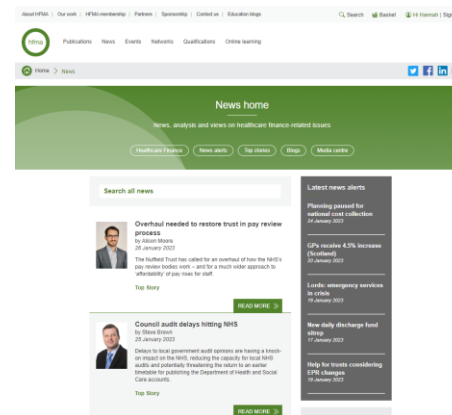 About HFMA | Our work | HFMA membership | Partners | Sponsorship | Contact us | Education blogs
Search Basket Hi Hannah | Sign
hfma
Publications News Events Networks Qualifications Online learning
Home > News
News home
News, analysis and views on healthcare finance-related issues
Healthcare Finance News alerts Top stories Blogs Media centre
Search all news
Overhaul needed to restore trust in pay review
process
by Alison Moore
26 January 2023
The Nuffield Trust has called for an overhaul of how the NHS's
pay review bodies work – and for a much wider approach to
'affordability' of pay rises for staff.
Top Story
READ MORE
Council audit delays hitting NHS
by Steve Brown
25 January 2023
Delays to local government audit opinions are having a knock-
on impact on the NHS, reducing the capacity for local NHS
audits and potentially threatening the return to an earlier
timetable for publishing the Department of Health and Social
Care accounts.
Top Story
READ MORE
Latest news alerts
Planning paused for
national cost collection
24 January 2023
GPs receive 4.5% increase
(Scotland)
20 January 2023
Lords: emergency services
in crisis
19 January 2023
New daily discharge fund
sitrep
17 January 2023
Help for trusts considering
EPR changes
19 January 2023